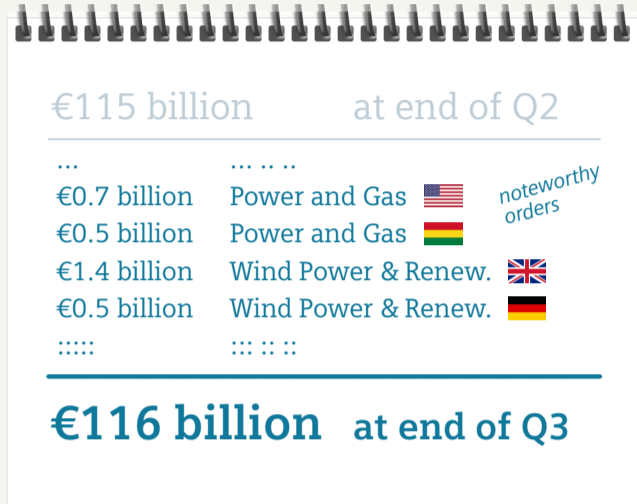 €115 billion at end of Q2
... ... .. ..
€0.7 billion Power and Gas
€0.5 billion Power and Gas
€1.4 billion Wind Power & Renew.
€0.5 billion Wind Power & Renew.
noteworthy
orders
::::: ::: :: ::
€116 billion at end of Q3